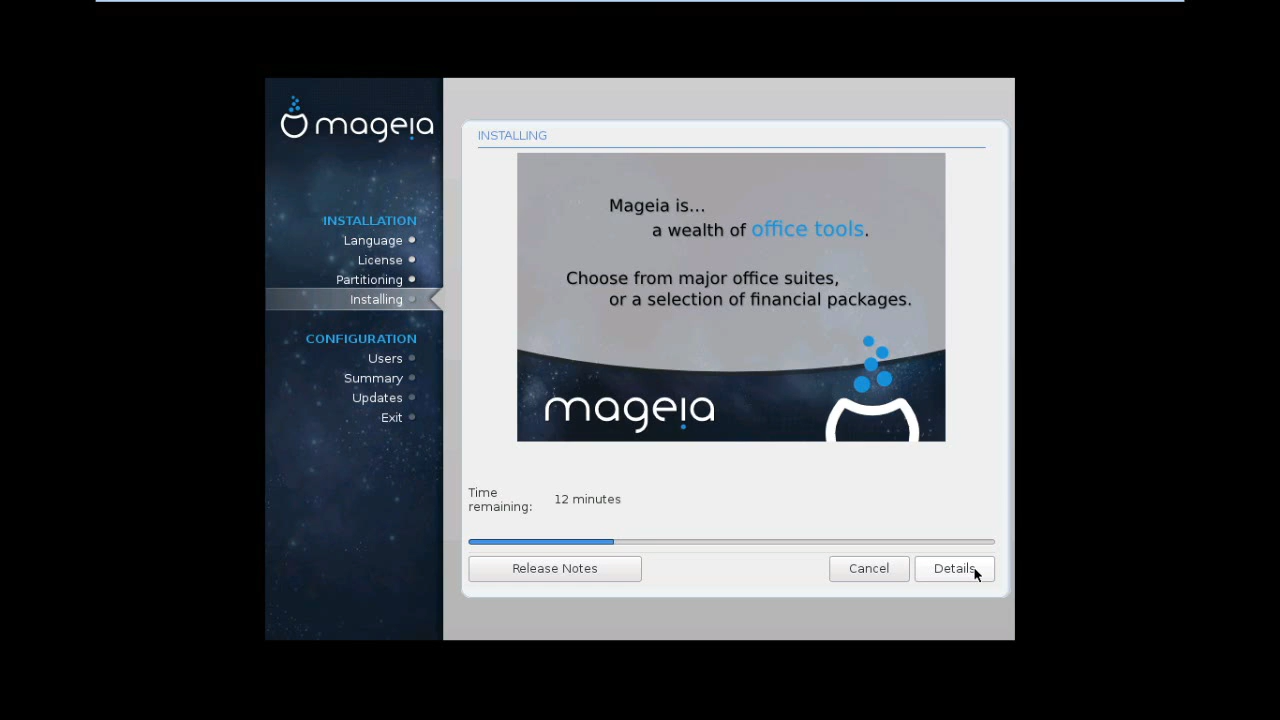 mageia
INSTALLATION
Language
License
Partitioning
Installing
CONFIGURATION
Users
Summary
Updates
Exit
INSTALLING
Mageia is...
a wealth of office tools.
Choose from major office suites,
or a selection of financial packages.
mageia
Time
remaining:
12 minutes
Release Notes
Cancel
Details